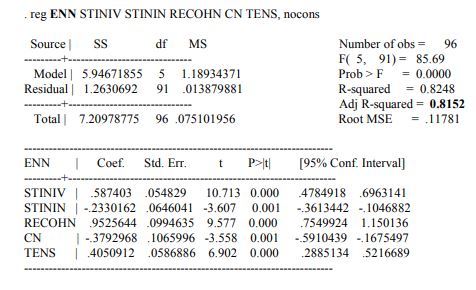 . reg ENN STINIV STININ RECOHN CN TENS, nocons
Source | SS df MS Number of obs = 96
---------+------------------------------ F( 5, 91) = 85.69
Model | 5.94671855 5 1.18934371 Prob > F = 0.0000
Residual | 1.2630692 91 .013879881 R-squared = 0.8248
---------+------------------------------ Adj R-squared = 0.8152
Total | 7.20978775 96 .075101956 Root MSE = .11781
------------------------------------------------------------------------------
ENN | Coef. Std. Err. t P>|t| [95% Conf. Interval]
---------+--------------------------------------------------------------------
STINIV | .587403 .054829 10.713 0.000 .4784918 .6963141
STININ | -.2330162 .0646041 -3.607 0.001 -.3613442 -.1046882
RECOHN .9525644 .0994635 9.577 0.000 .7549924 1.150136
CN | -.3792968 .1065996 -3.558 0.001 -.5910439 -.1675497
TENS | .4050912 .0586886 6.902 0.000 .2885134 .5216689
------------------------------------------------------------------------------